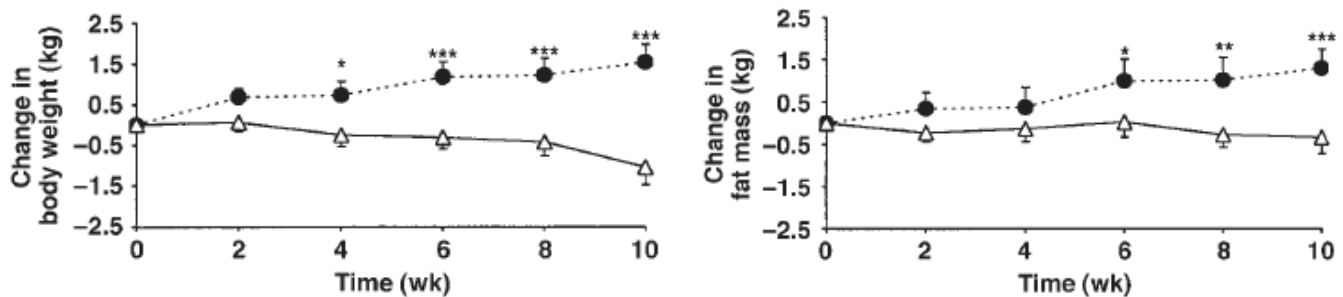 Change in
body weight (kg)
2.5
1.5
0.5
−0.5
−1.5
−2.5
* *** *** ***
0 2 4 6 8 10
Time (wk)
Change in
fat mass (kg)
2.5
1.5
0.5
−0.5
−1.5
−2.5
* ** ***
0 2 4 6 8 10
Time (wk)